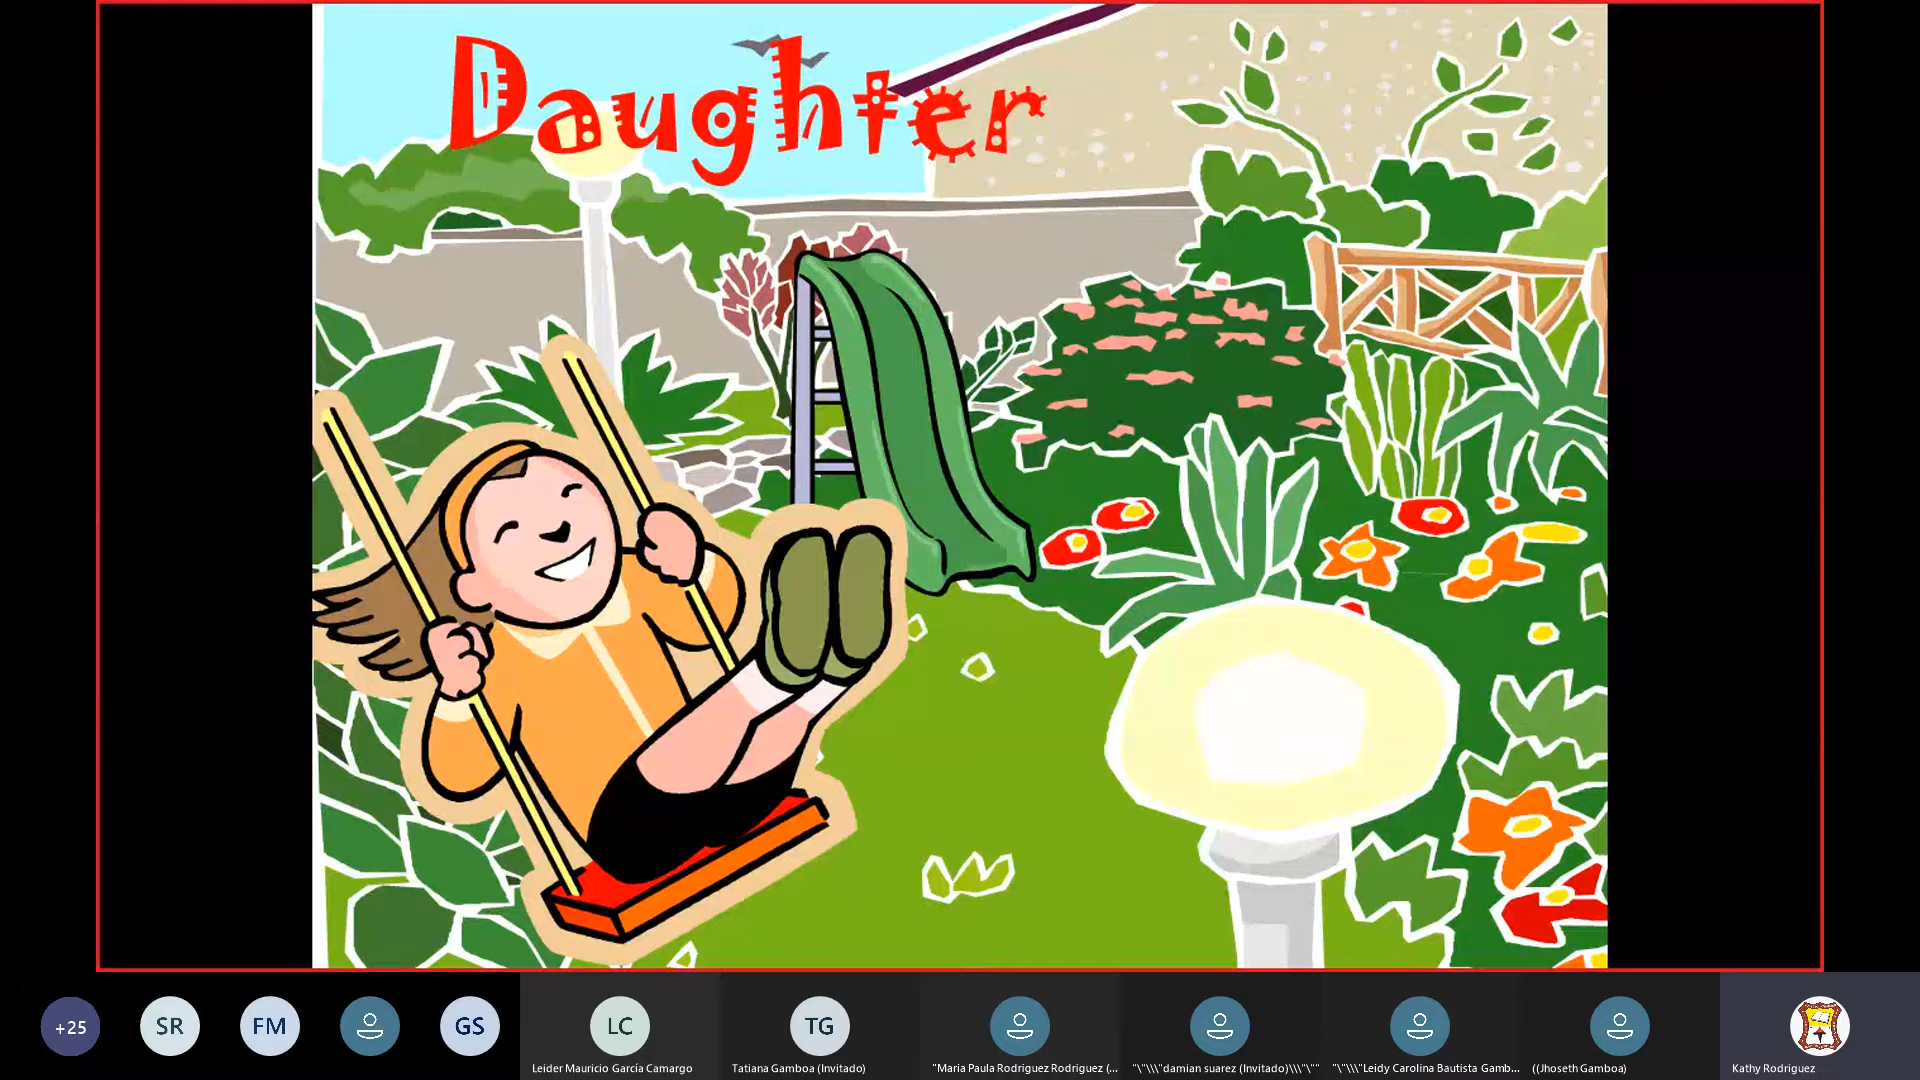 Daughter
+25
SR
FM
GS
LC
TG
Leider Mauricio García Camargo
Tatiana Gamboa (Invitado)
"Maria Paula Rodriguez Rodriguez (...
"\"\\\"damian suarez (Invitado)\\\"\""
"\"\\\"Leidy Carolina Bautista Gamb...
((Jhoseth Gamboa)
Kathy Rodriguez